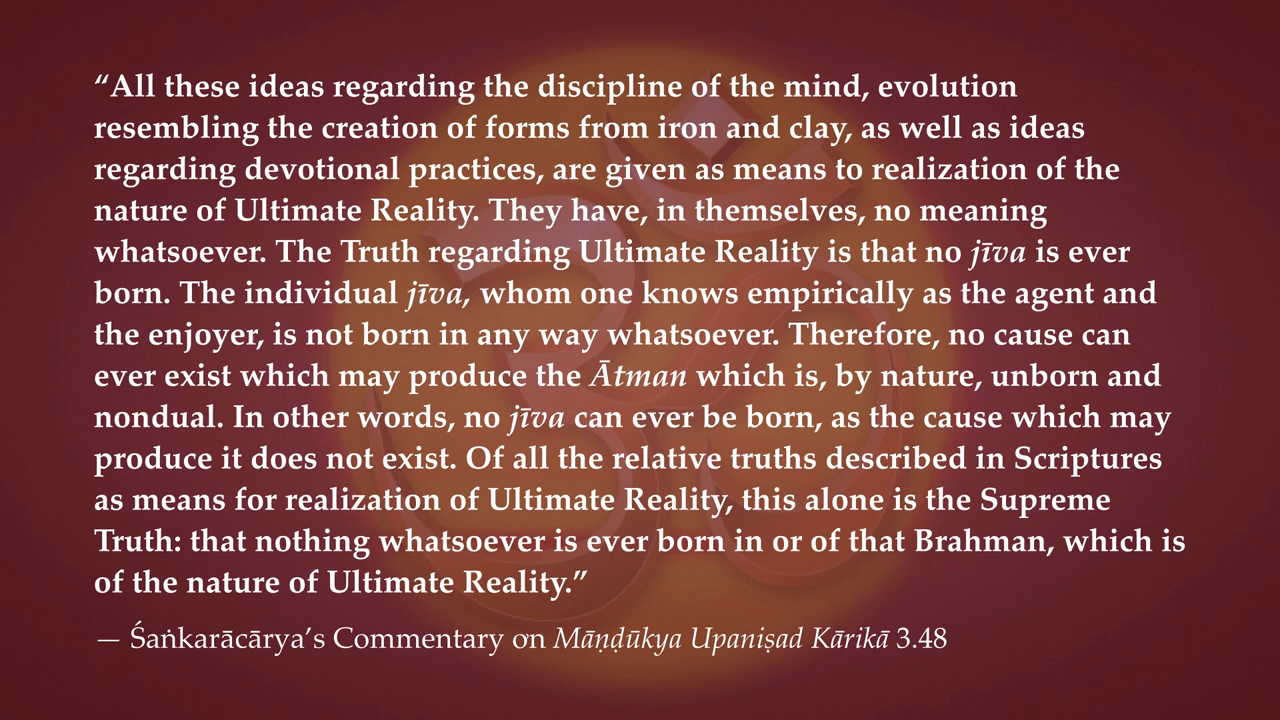 “All these ideas regarding the discipline of the mind, evolution
resembling the creation of forms from iron and clay, as well as ideas
regarding devotional practices, are given as means to realization of the
nature of Ultimate Reality. They have, in themselves, no meaning
whatsoever. The Truth regarding Ultimate Reality is that no jīva is ever
born. The individual jīva, whom one knows empirically as the agent and
the enjoyer, is not born in any way whatsoever. Therefore, no cause can
ever exist which may produce the Ātman which is, by nature, unborn and
nondual. In other words, no jīva can ever be born, as the cause which may
produce it does not exist. Of all the relative truths described in Scriptures
as means for realization of Ultimate Reality, this alone is the Supreme
Truth: that nothing whatsoever is ever born in or of that Brahman, which is
of the nature of Ultimate Reality.”
— Śaṅkarācārya’s Commentary on Māṇḍūkya Upaniṣad Kārikā 3.48